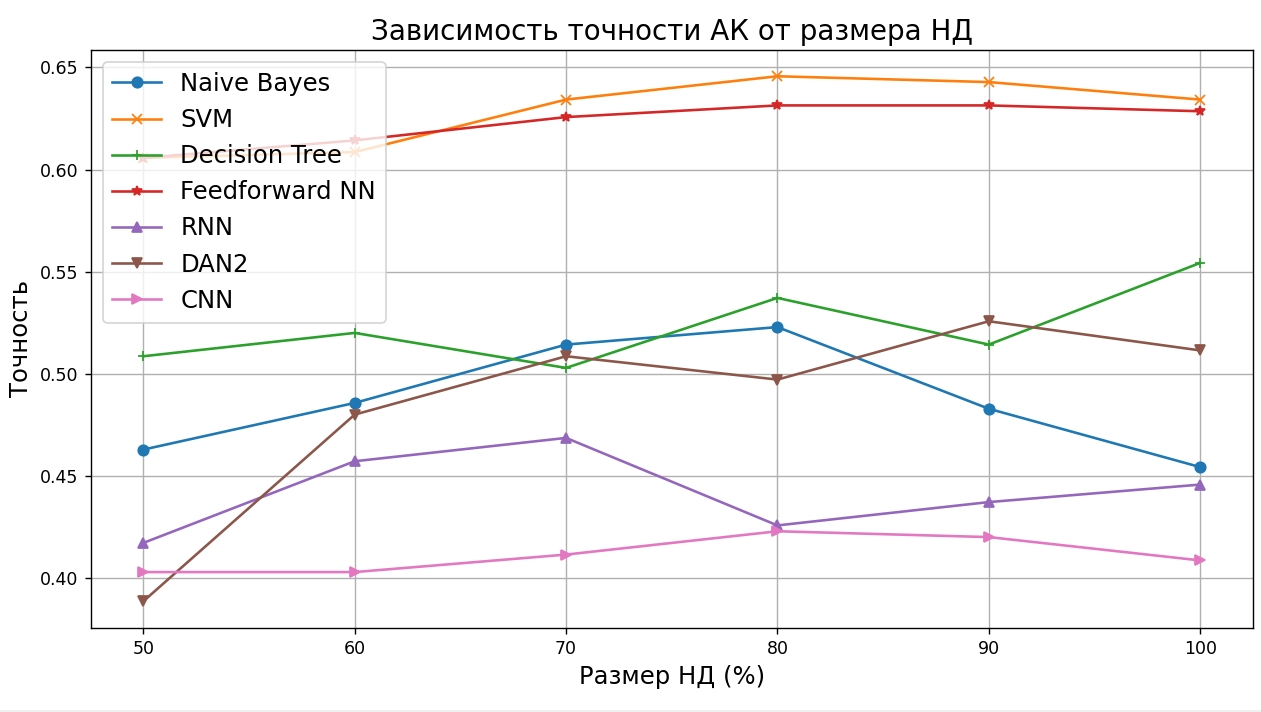 Зависимость точности АК от размера НД
0.65
0.60
0.55
0.50
0.45
0.40
Точность
Naive Bayes
SVM
Decision Tree
Feedforward NN
RNN
DAN2
CNN
50 60 70 80 90 100
Размер НД (%)